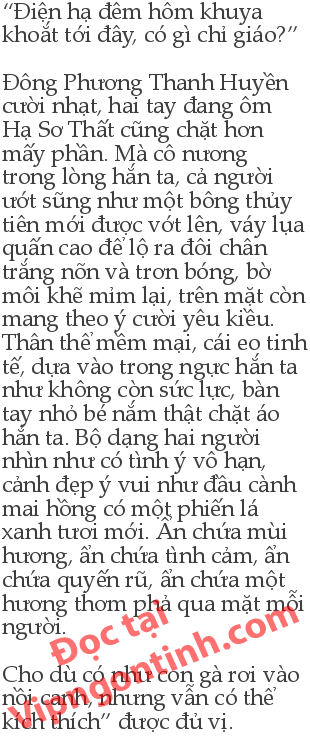 “Điện hạ đêm hôm khuya
khoắt tới đây, có gì chỉ giáo?”
Đông Phương Thanh Huyền
cười nhạt, hai tay đang ôm
Hạ Sơ Thất cũng chặt hơn
mấy phần. Mà cô nương
trong lòng hắn ta, cả người
ướt sũng như một bông thủy
tiên mới được vớt lên, váy lụa
quấn cao để lộ ra đôi chân
trắng nõn và trơn bóng, bờ
môi khẽ mỉm lại, trên mặt còn
mang theo ý cười yêu kiều.
Thân thể mềm mại, cái eo tinh
tế, dựa vào trong ngực hắn ta
như không còn sức lực, bàn
tay nhỏ bé nắm thật chặt áo
hắn ta. Bộ dạng hai người
nhìn như có tình ý vô hạn,
cảnh đẹp ý vui như đầu cành
mai hồng có một phiến lá
xanh tươi mới. Ẩn chứa mùi
hương, ẩn chứa tình cảm, ẩn
chứa quyến rũ, ẩn chứa một
hương thơm phả qua mặt mỗi
người.
Đọc tại
Vipngontinh.com
Cho dù có như con gà rơi vào
nồi canh, nhưng vẫn có thể
kích thích” được đủ vị.